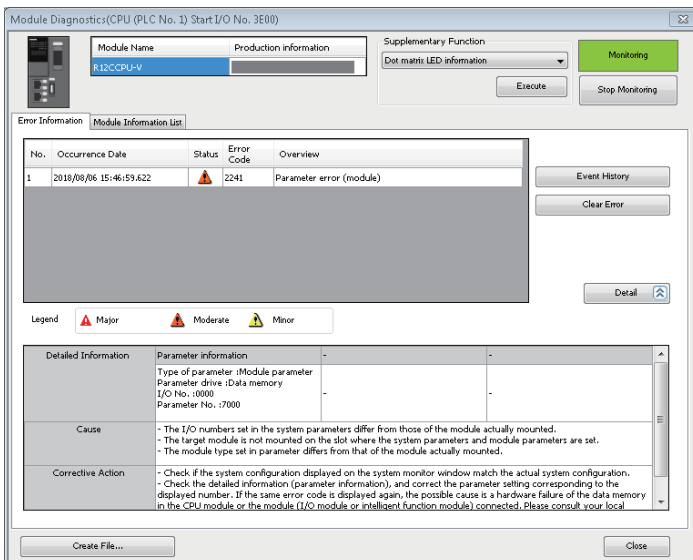 Module Diagnostics(CPU (PLC No. 1) Start I/O No. 3E00)
Module Name Production information
R12CCPU-V
Supplementary Function
Dot matrix LED information
Execute
Monitoring
Stop Monitoring
Error Information Module Information List
No. Occurrence Date Status Error Code Overview
1 2018/08/06 15:46:59.622 2241 Parameter error (module)
Event History
Clear Error
Detail
Legend Major Moderate Minor
Detailed Information Parameter information - -
Type of parameter :Module parameter
Parameter drive :Data memory
I/O No. :0000
Parameter No. :7000
- -
Cause
- The I/O numbers set in the system parameters differ from those of the module actually mounted.
- The target module is not mounted on the slot where the system parameters and module parameters are set.
- The module type set in parameter differs from that of the module actually mounted.
Corrective Action
- Check if the system configuration displayed on the system monitor window match the actual system configuration.
- Check the detailed information (parameter information), and correct the parameter setting corresponding to the
displayed number. If the same error code is displayed again, the possible cause is a hardware failure of the data memory
in the CPU module or the module (I/O module or intelligent function module) connected. Please consult your local
Create File...
Close